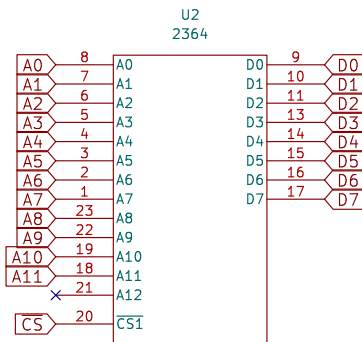 U2
2364
A0 8 A0 D0 9 D0
A1 7 A1 D1 10 D1
A2 6 A2 D2 11 D2
A3 5 A3 D3 13 D3
A4 4 A4 D4 14 D4
A5 3 A5 D5 15 D5
A6 2 A6 D6 16 D6
A7 1 A7 D7 17 D7
A8 23 A8
A9 22 A9
A10 19 A10
A11 18 A11
21 A12
CS 20 CS1